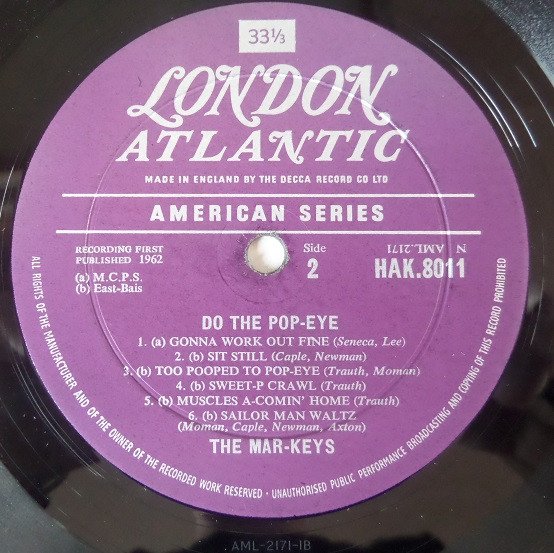 33⅓
LONDON
ATLANTIC
MADE IN ENGLAND BY THE DECCA RECORD CO LTD
AMERICAN SERIES
RECORDING FIRST
PUBLISHED 1962
(a) M.C.P.S.
(b) East-Bais
Side
2
N AML.2171
HAK.8011
DO THE POP-EYE
1. (a) GONNA WORK OUT FINE (Seneca, Lee)
2. (b) SIT STILL (Caple, Newman)
3. (b) TOO POOPED TO POP-EYE (Trauth, Moman)
4. (b) SWEET-P CRAWL (Trauth)
5. (b) MUSCLES A-COMIN' HOME (Trauth)
6. (b) SAILOR MAN WALTZ
(Moman, Caple, Newman, Axton)
THE MAR-KEYS
ALL RIGHTS OF THE MANUFACTURER AND OF THE OWNER OF THE RECORDED WORK RESERVED · UNAUTHORISED PUBLIC PERFORMANCE BROADCASTING AND COPYING OF THIS RECORD PROHIBITED
AML-2171-1B